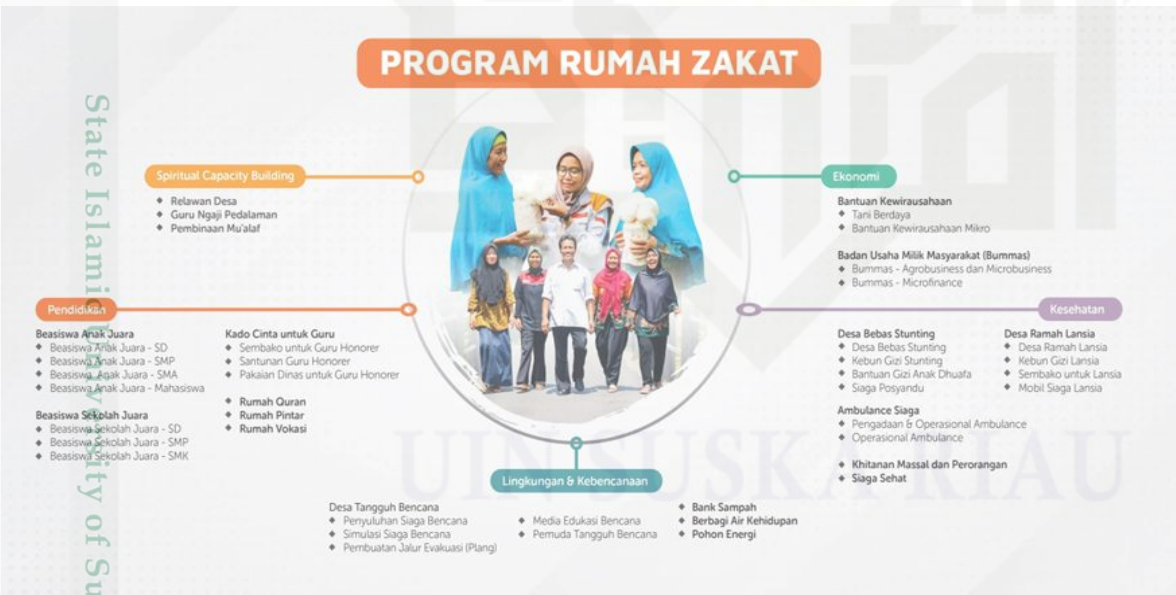 PROGRAM RUMAH ZAKAT
Spiritual Capacity Building
Relawan Desa
Guru Ngaji Pedalaman
Pembinaan Mu'alaf
Pendidikan
Beasiswa Anak Juara
Beasiswa Anak Juara - SD
Beasiswa Anak Juara - SMP
Beasiswa Anak Juara - SMA
Beasiswa Anak Juara - Mahasiswa
Beasiswa Sekolah Juara
Beasiswa Sekolah Juara - SD
Beasiswa Sekolah Juara - SMP
Beasiswa Sekolah Juara - SMK
Kado Cinta untuk Guru
Sembako untuk Guru Honorer
Santunan Guru Honorer
Pakaian Dinas untuk Guru Honorer
Rumah Quran
Rumah Pintar
Rumah Vokasi
Ekonomi
Bantuan Kewirausahaan
Tani Berdaya
Bantuan Kewirausahaan Mikro
Badan Usaha Milik Masyarakat (Bummas)
Bummas - Agrobusiness dan Microbusiness
Bummas - Microfinance
Kesehatan
Desa Bebas Stunting
Desa Bebas Stunting
Kebun Gizi Stunting
Bantuan Gizi Anak Dhuafa
Siaga Posyandu
Desa Ramah Lansia
Desa Ramah Lansia
Kebun Gizi Lansia
Sembako untuk Lansia
Mobil Siaga Lansia
Ambulance Siaga
Pengadaan & Operasional Ambulance
Operasional Ambulance
Khitanan Massal dan Perorangan
Siaga Sehat
Lingkungan & Kebencanaan
Desa Tangguh Bencana
Penyuluhan Siaga Bencana
Simulasi Siaga Bencana
Pembuatan Jalur Evakuasi (Plang)
Media Edukasi Bencana
Pemuda Tangguh Bencana
Bank Sampah
Berbagi Air Kehidupan
Pohon Energi
State Islamic University of Su
UIN SUSKA RIAU